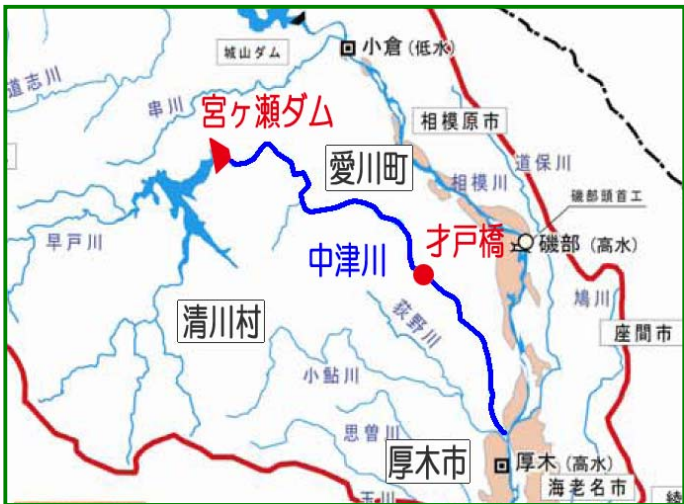 小倉 (低水)
城山ダム
道志川
串川
宮ヶ瀬ダム
相模原市
愛川町
道保川
相模川
磯部頭首工
早戸川
中津川
才戸橋
磯部 (高水)
清川村
荻野川
鳩川
座間市
小鮎川
思曽川
厚木市
厚木 (高水)
海老名市
玉川
綾